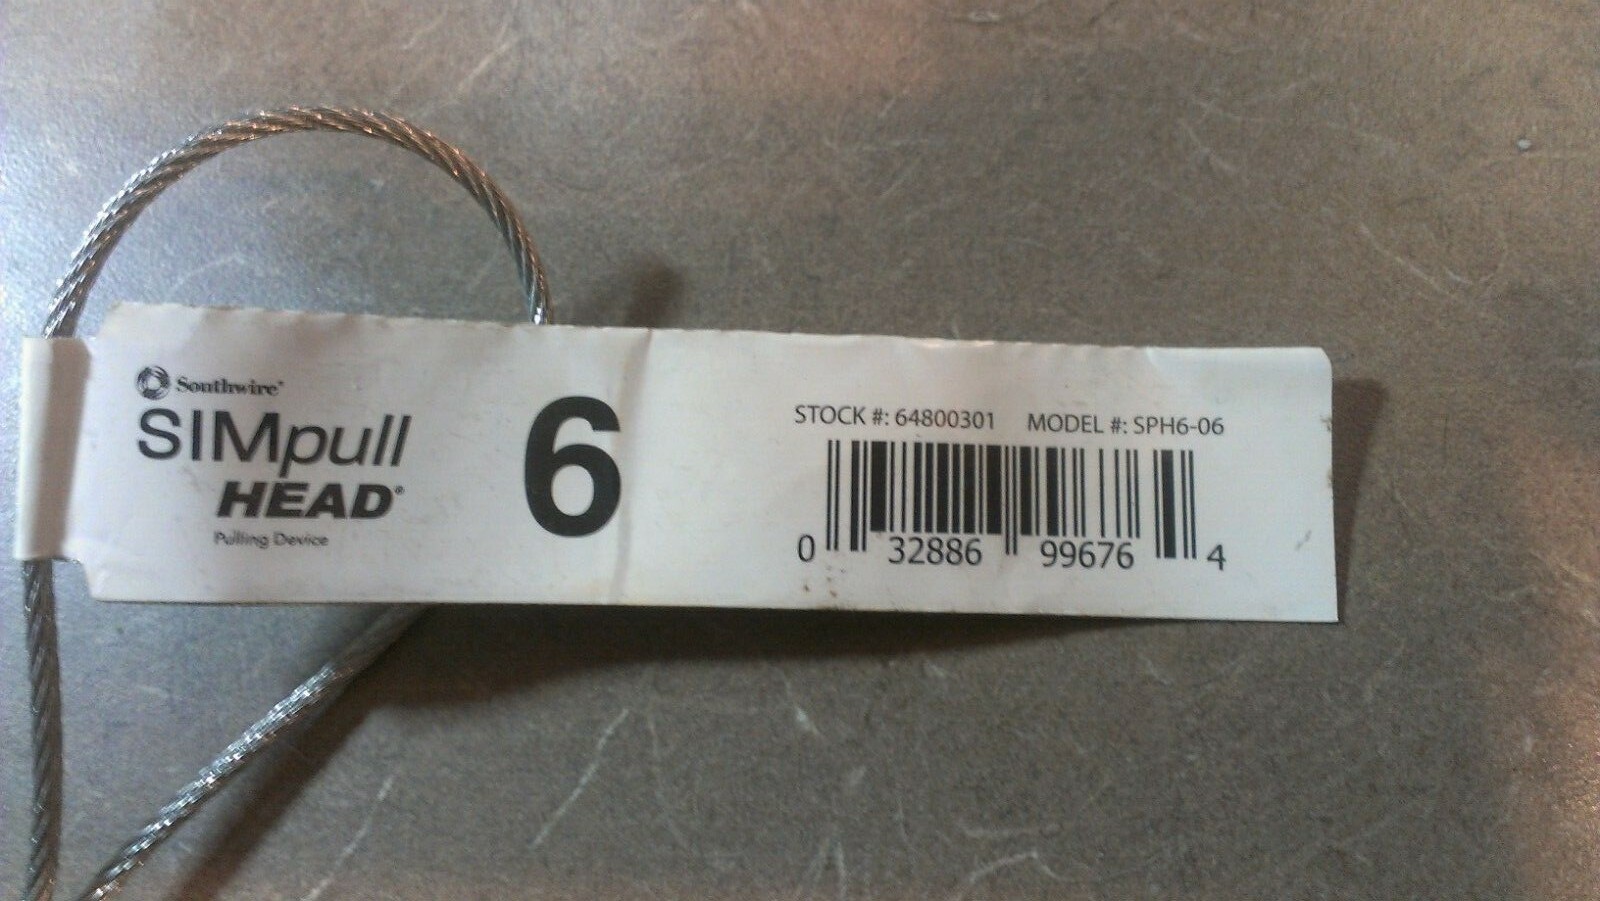 Southwire®
SIMpull
HEAD®
Pulling Device
6
STOCK #: 64800301 MODEL #: SPH6-06
0 32886 99676 4